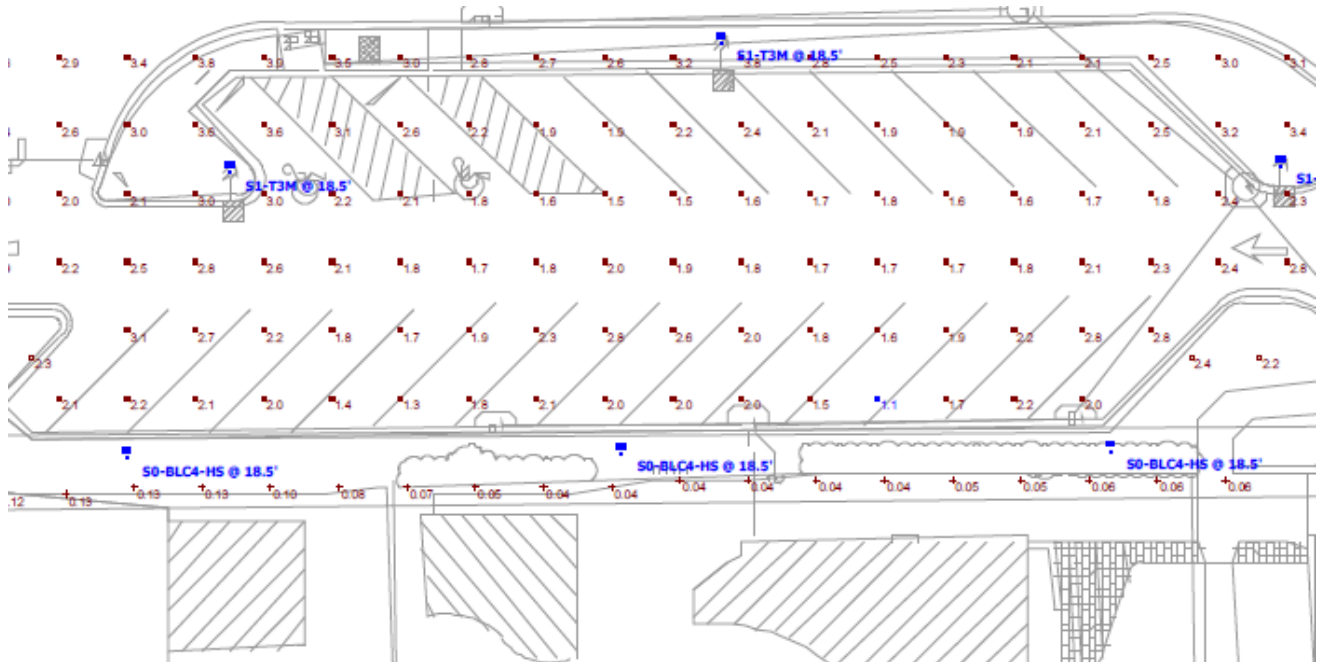 2.9 3.4 3.8 3.9 3.5 3.0 2.8 2.7 2.6 3.2 3.8 2.8 2.5 2.3 2.1 2.1 2.5 3.0 3.1
S1-T3M @ 18.5'
2.6 3.0 3.6 3.6 3.1 2.6 2.2 1.9 1.9 2.2 2.4 2.1 1.9 1.9 1.9 2.1 2.5 3.2 3.4
S1-T3M @ 18.5'
S1-
2.0 2.1 3.0 3.0 2.2 2.1 1.8 1.6 1.5 1.5 1.6 1.8 1.6 1.6 1.7 1.8 2.4 2.3
2.2 2.5 2.8 2.6 2.1 1.8 1.7 1.8 2.0 1.9 1.8 1.7 1.7 1.7 1.8 2.1 2.3 2.4 2.8
3.1 2.7 2.2 1.8 1.7 1.9 2.3 2.8 2.6 2.0 1.8 1.6 1.9 2.2 2.8 2.8
2.3 2.4 2.2
2.1 2.2 2.1 2.0 1.4 1.3 1.8 2.1 2.0 2.0 2.0 1.5 1.1 1.7 2.2 2.0
S0-BLC4-HS @ 18.5' S0-BLC4-HS @ 18.5' S0-BLC4-HS @ 18.5'
.12 0.13 0.13 0.13 0.10 0.08 0.07 0.05 0.04 0.04 0.04 0.04 0.04 0.04 0.05 0.05 0.06 0.06 0.06